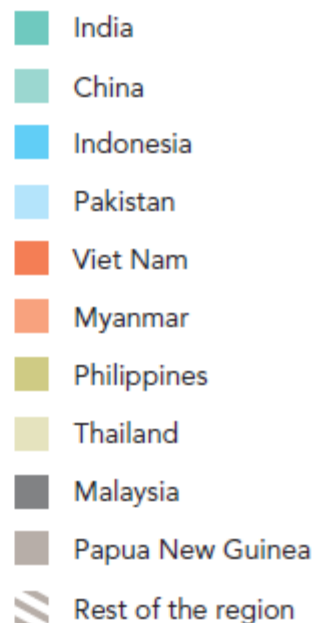 India
China
Indonesia
Pakistan
Viet Nam
Myanmar
Philippines
Thailand
Malaysia
Papua New Guinea
Rest of the region